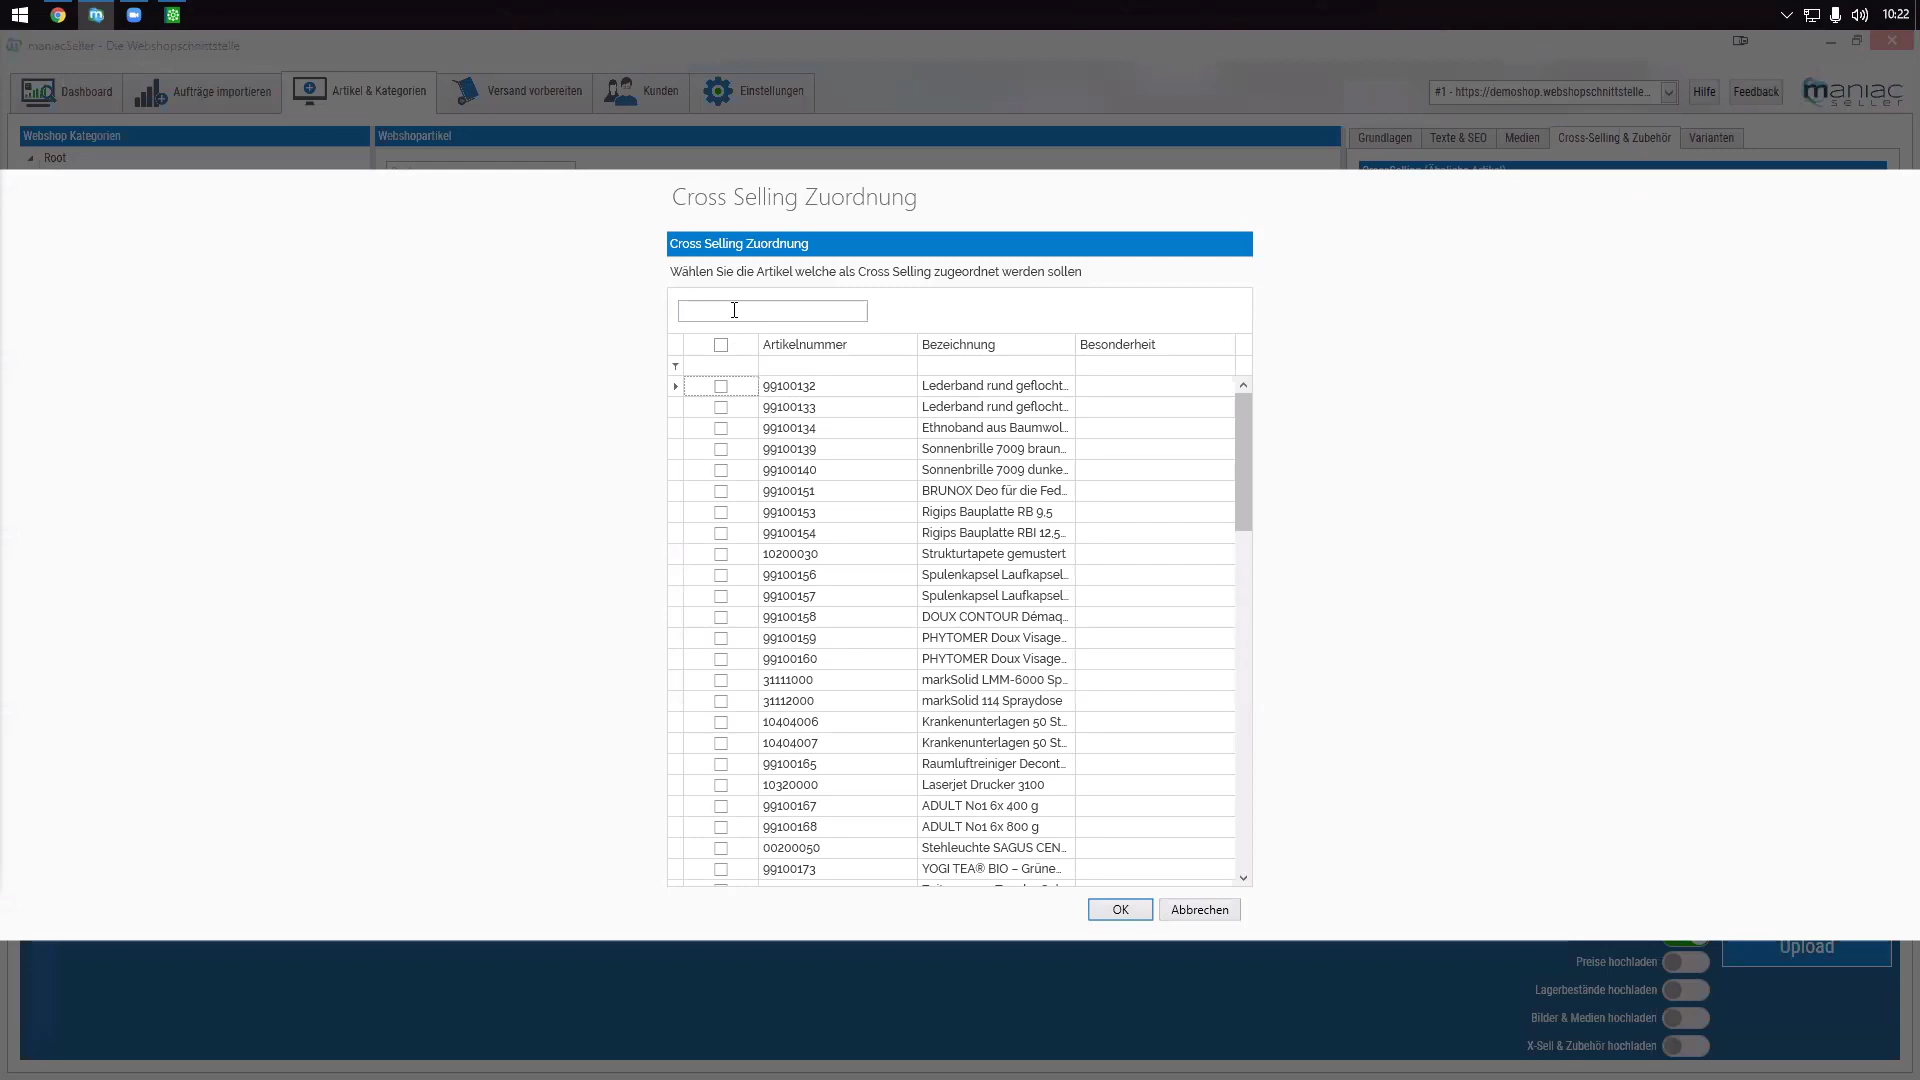 10:22
maniacSeller - Die Webshopschnittstelle
Dashboard
Aufträge importieren
Artikel & Kategorien
Versand vorbereiten
Kunden
Einstellungen
#1 - https://demoshop.webshopschnittstelle...
Hilfe
Feedback
maniac
seller
Webshop Kategorien
Webshopartikel
Grundlagen
Texte & SEO
Medien
Cross-Selling & Zubehör
Varianten
Root
Cross Selling Zuordnung
Cross Selling Zuordnung
Wählen Sie die Artikel welche als Cross Selling zugeordnet werden sollen
Artikelnummer Bezeichnung Besonderheit
99100132 Lederband rund geflocht...
99100133 Lederband rund geflocht...
99100134 Ethnoband aus Baumwol...
99100139 Sonnenbrille 7009 braun...
99100140 Sonnenbrille 7009 dunke...
99100151 BRUNOX Deo für die Fed...
99100153 Rigips Bauplatte RB 9,5
99100154 Rigips Bauplatte RBI 12,5...
10200030 Strukturtapete gemustert
99100156 Spulenkapsel Laufkapsel...
99100157 Spulenkapsel Laufkapsel...
99100158 DOUX CONTOUR Démaq...
99100159 PHYTOMER Doux Visage...
99100160 PHYTOMER Doux Visage...
31111000 markSolid LMM-6000 Sp...
31112000 markSolid 114 Spraydose
10404006 Krankenunterlagen 50 St...
10404007 Krankenunterlagen 50 St...
99100165 Raumluftreiniger Decont...
10320000 Laserjet Drucker 3100
99100167 ADULT No1 6x 400 g
99100168 ADULT No1 6x 800 g
00200050 Stehleuchte SAGUS CEN...
99100173 YOGI TEA® BIO – Grüne...
OK
Abbrechen
Upload
Preise hochladen
Lagerbestände hochladen
Bilder & Medien hochladen
X-Sell & Zubehör hochladen